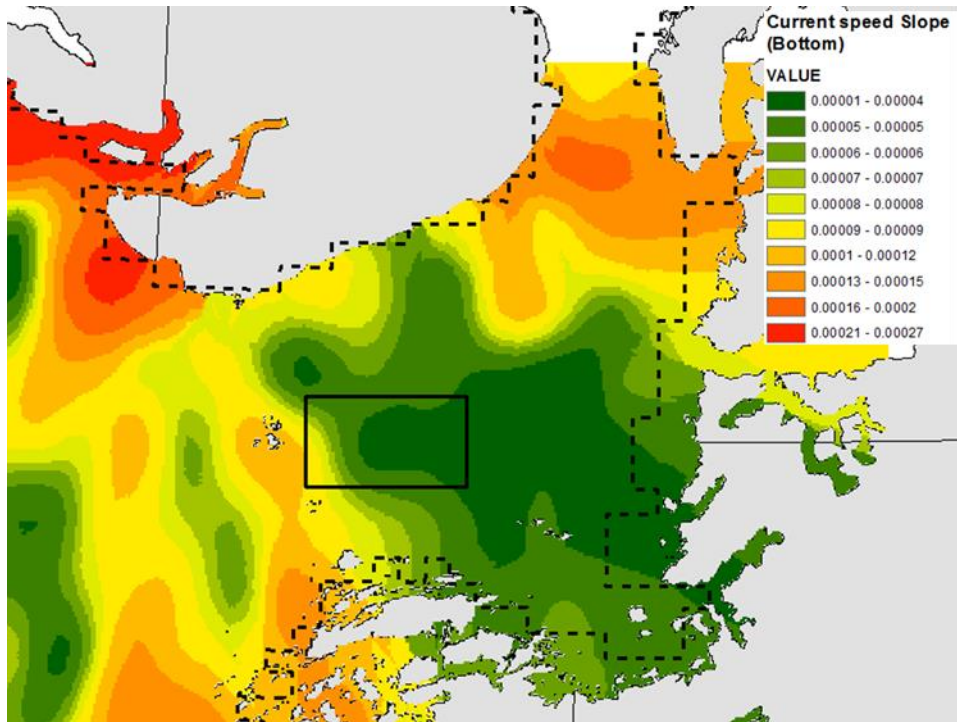 Current speed Slope
(Bottom)
VALUE
0.00001 - 0.00004
0.00005 - 0.00005
0.00006 - 0.00006
0.00007 - 0.00007
0.00008 - 0.00008
0.00009 - 0.00009
0.0001 - 0.00012
0.00013 - 0.00015
0.00016 - 0.0002
0.00021 - 0.00027